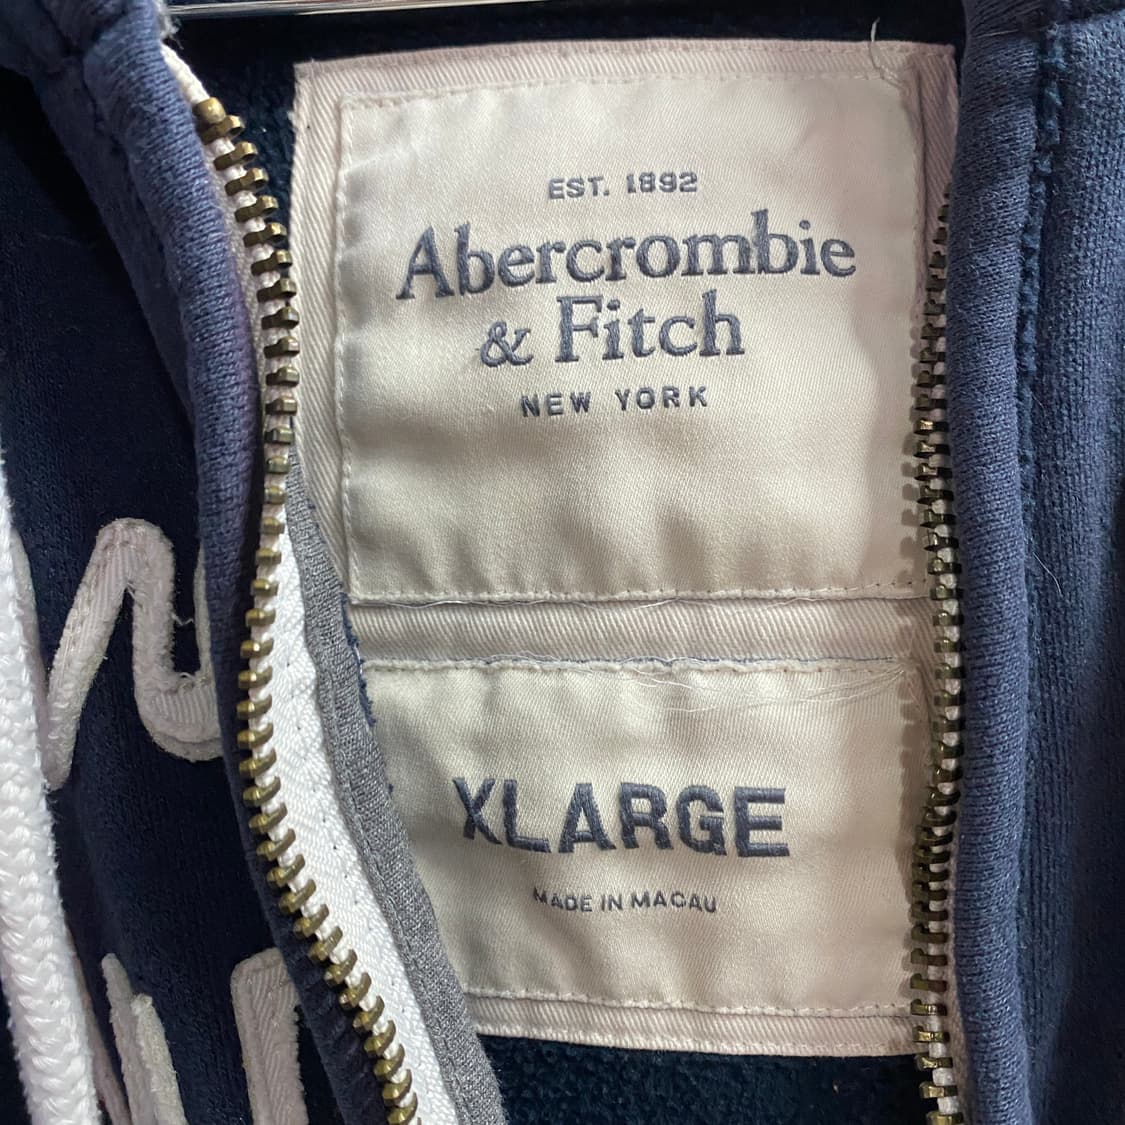 EST. 1892
Abercrombie
& Fitch
NEW YORK
XLARGE
MADE IN MACAU